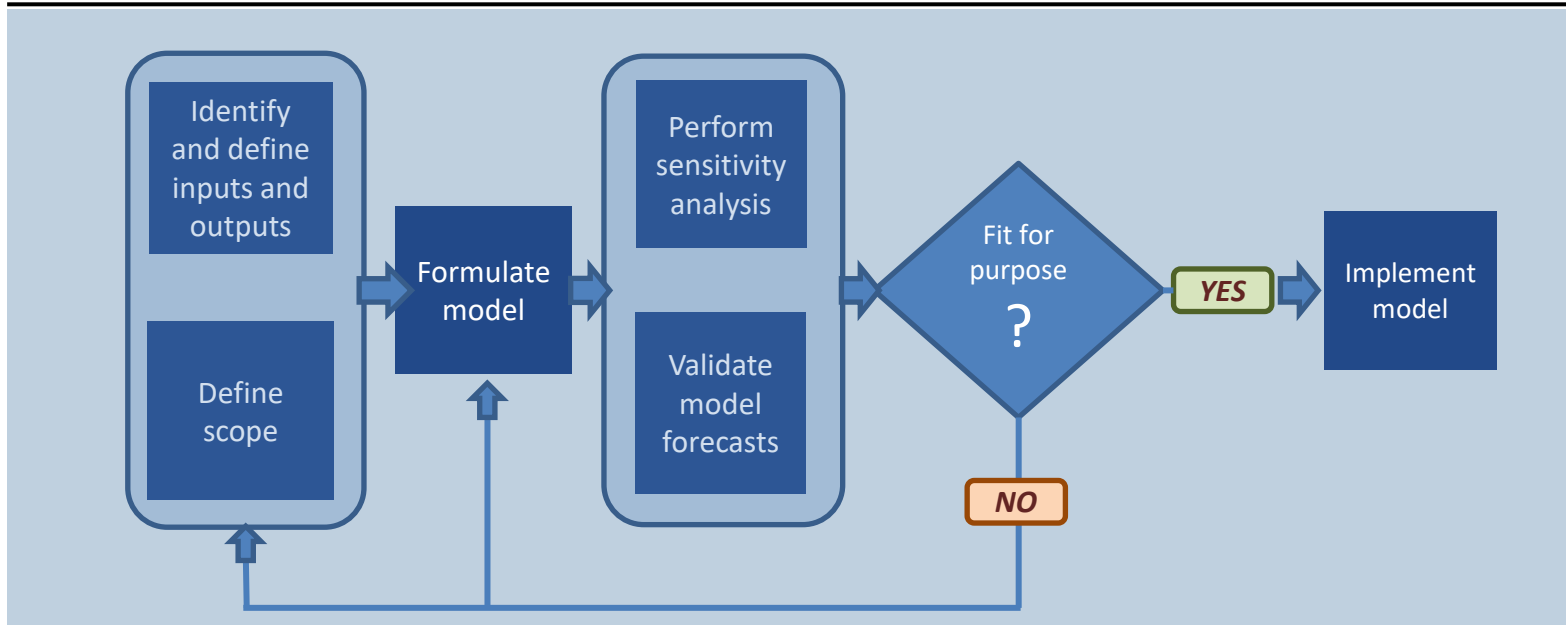 Identify
and define
inputs and
outputs
Define
scope
Formulate
model
Perform
sensitivity
analysis
Validate
model
forecasts
Fit for
purpose
?
YES
NO
Implement
model